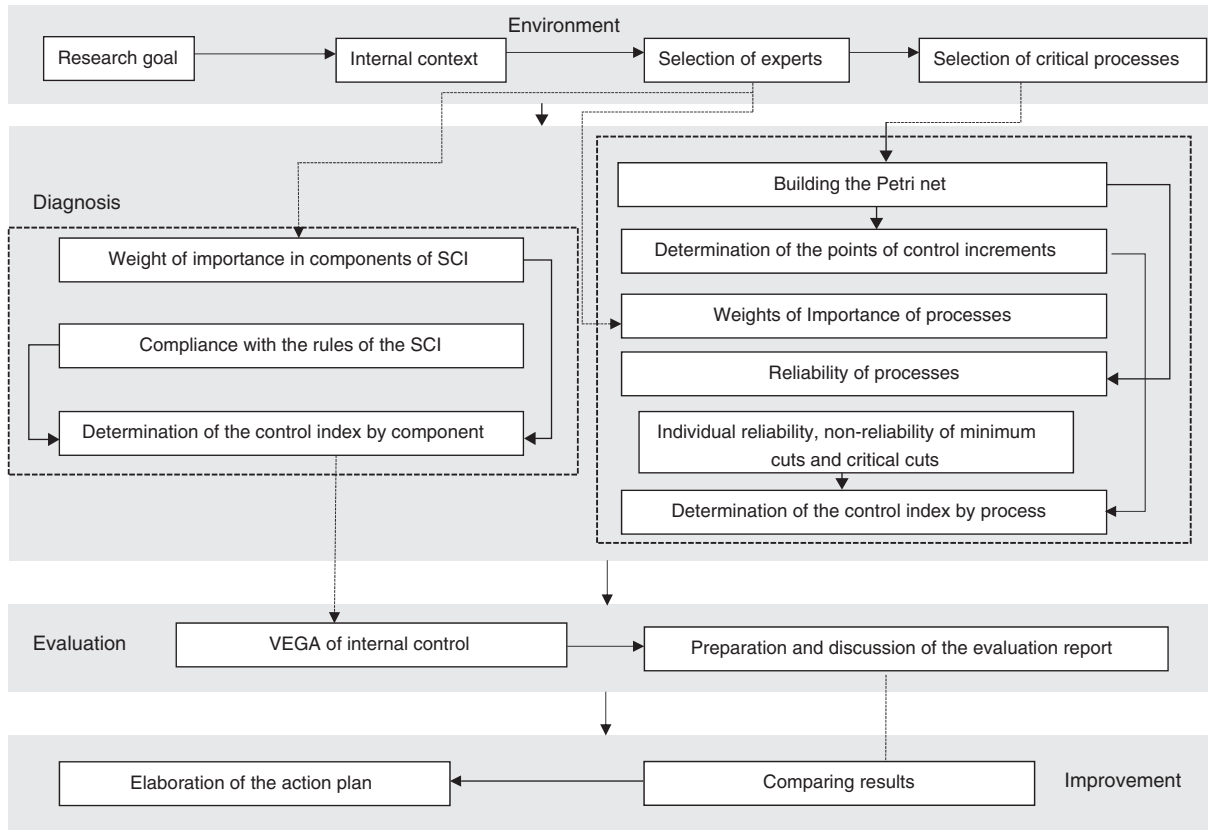 Environment
Research goal
Internal context
Selection of experts
Selection of critical processes
Diagnosis
Weight of importance in components of SCI
Compliance with the rules of the SCI
Determination of the control index by component
Building the Petri net
Determination of the points of control increments
Weights of Importance of processes
Reliability of processes
Individual reliability, non-reliability of minimum
cuts and critical cuts
Determination of the control index by process
Evaluation
VEGA of internal control
Preparation and discussion of the evaluation report
Elaboration of the action plan
Comparing results
Improvement